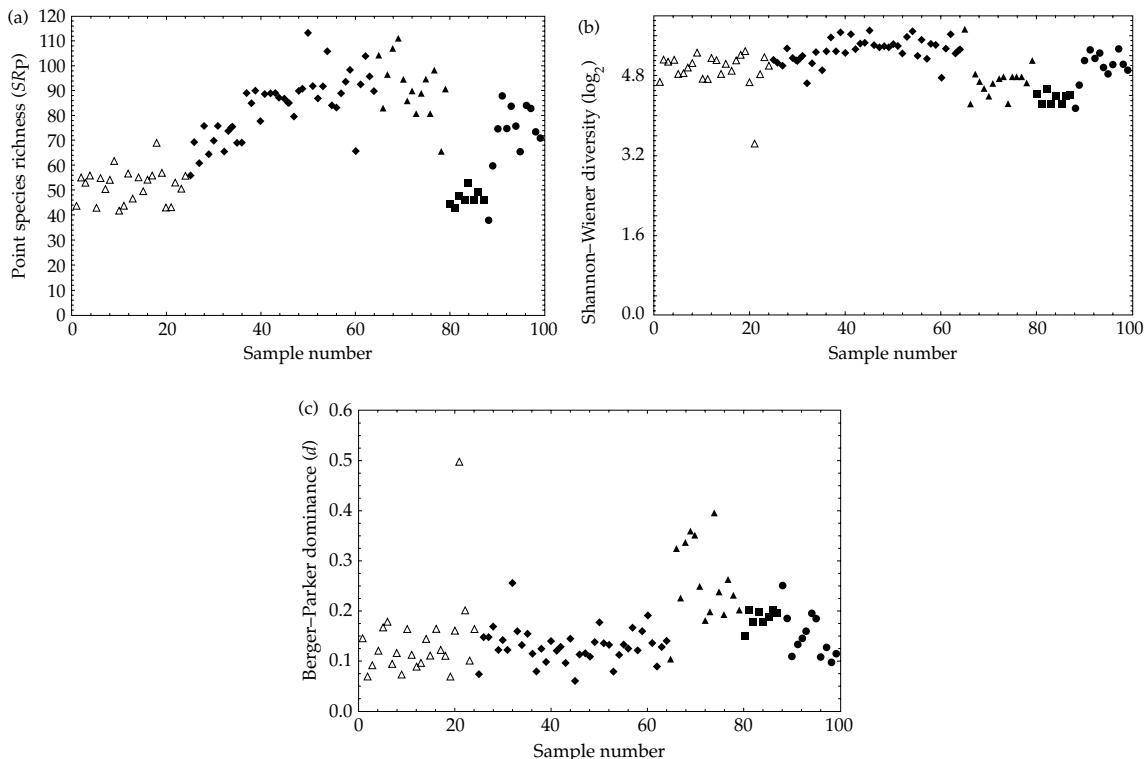 (a)
Point species richness (SRp)
120
110
100
90
80
70
60
50
40
30
20
10
0
0 20 40 60 80 100
Sample number
(b)
Shannon–Wiener diversity (log2)
4.8
3.2
1.6
0.0
0 20 40 60 80 100
Sample number
(c)
Berger–Parker dominance (d)
0.6
0.5
0.4
0.3
0.2
0.1
0.0
0 20 40 60 80 100
Sample number